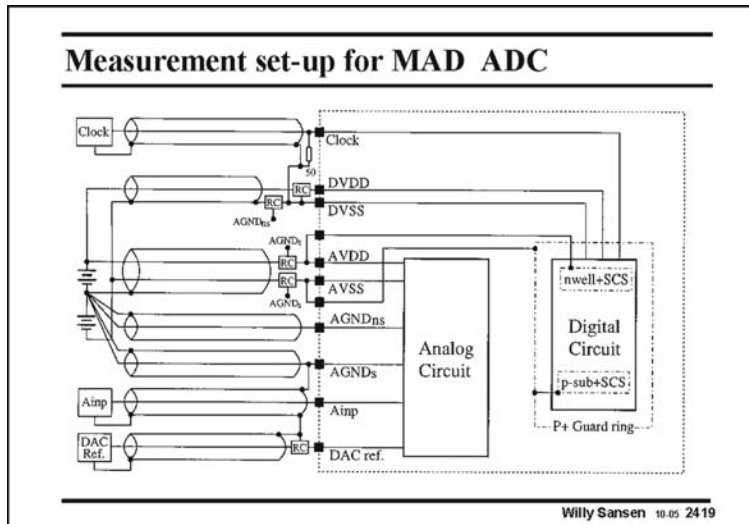 Measurement set-up for MAD ADC
Clock
Clock
50
RC
DVDD
RC
DVSS
AGNDns
AGNDs
RC
AVDD
nwell+SCS
RC
AVSS
AGNDs
Digital
Circuit
AGNDns
Analog
Circuit
AGNDs
p-sub+SCS
Ainp
Ainp
P+ Guard ring
DAC
Ref.
RC
DAC ref.
Willy Sansen 10-05 2419